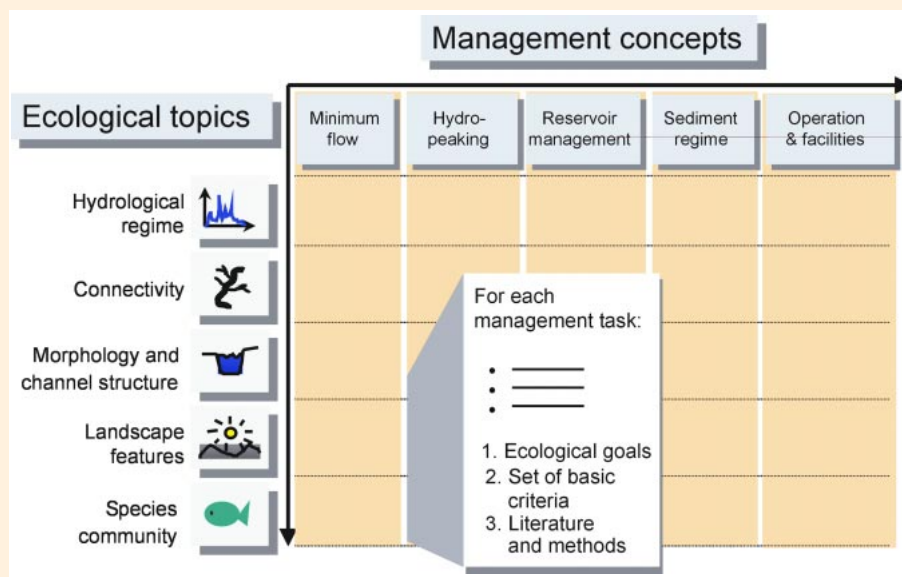 Management concepts
Ecological topics
Minimum
flow
Hydro-
peaking
Reservoir
management
Sediment
regime
Operation
& facilities
Hydrological
regime
Connectivity
Morphology and
channel structure
Landscape
features
Species
community
For each
management task:
1. Ecological goals
2. Set of basic
criteria
3. Literature
and methods